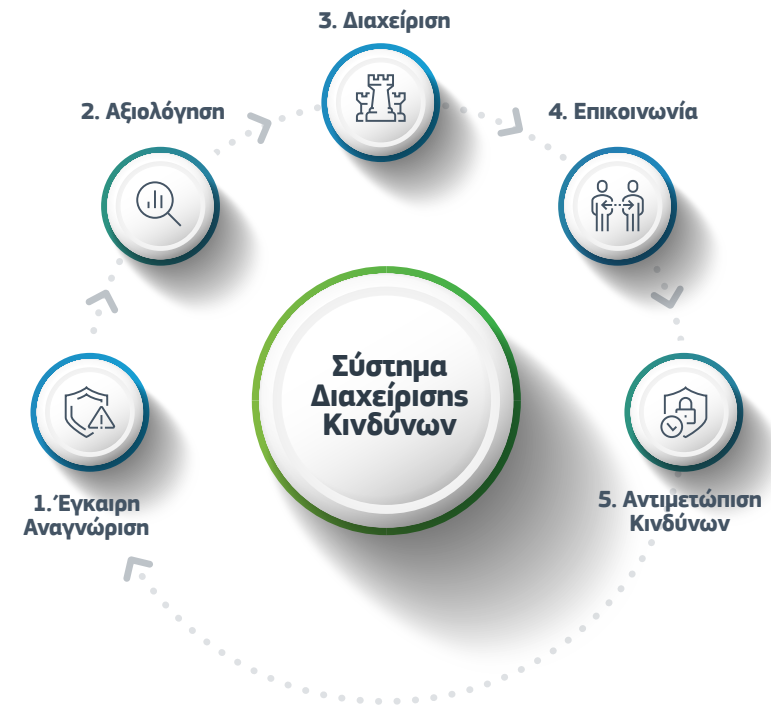 3. Διαχείριση
2. Αξιολόγηση
4. Επικοινωνία
Σύστημα
Διαχείρισης
Κινδύνων
1. Έγκαιρη
Αναγνώριση
5. Αντιμετώπιση
Κινδύνων